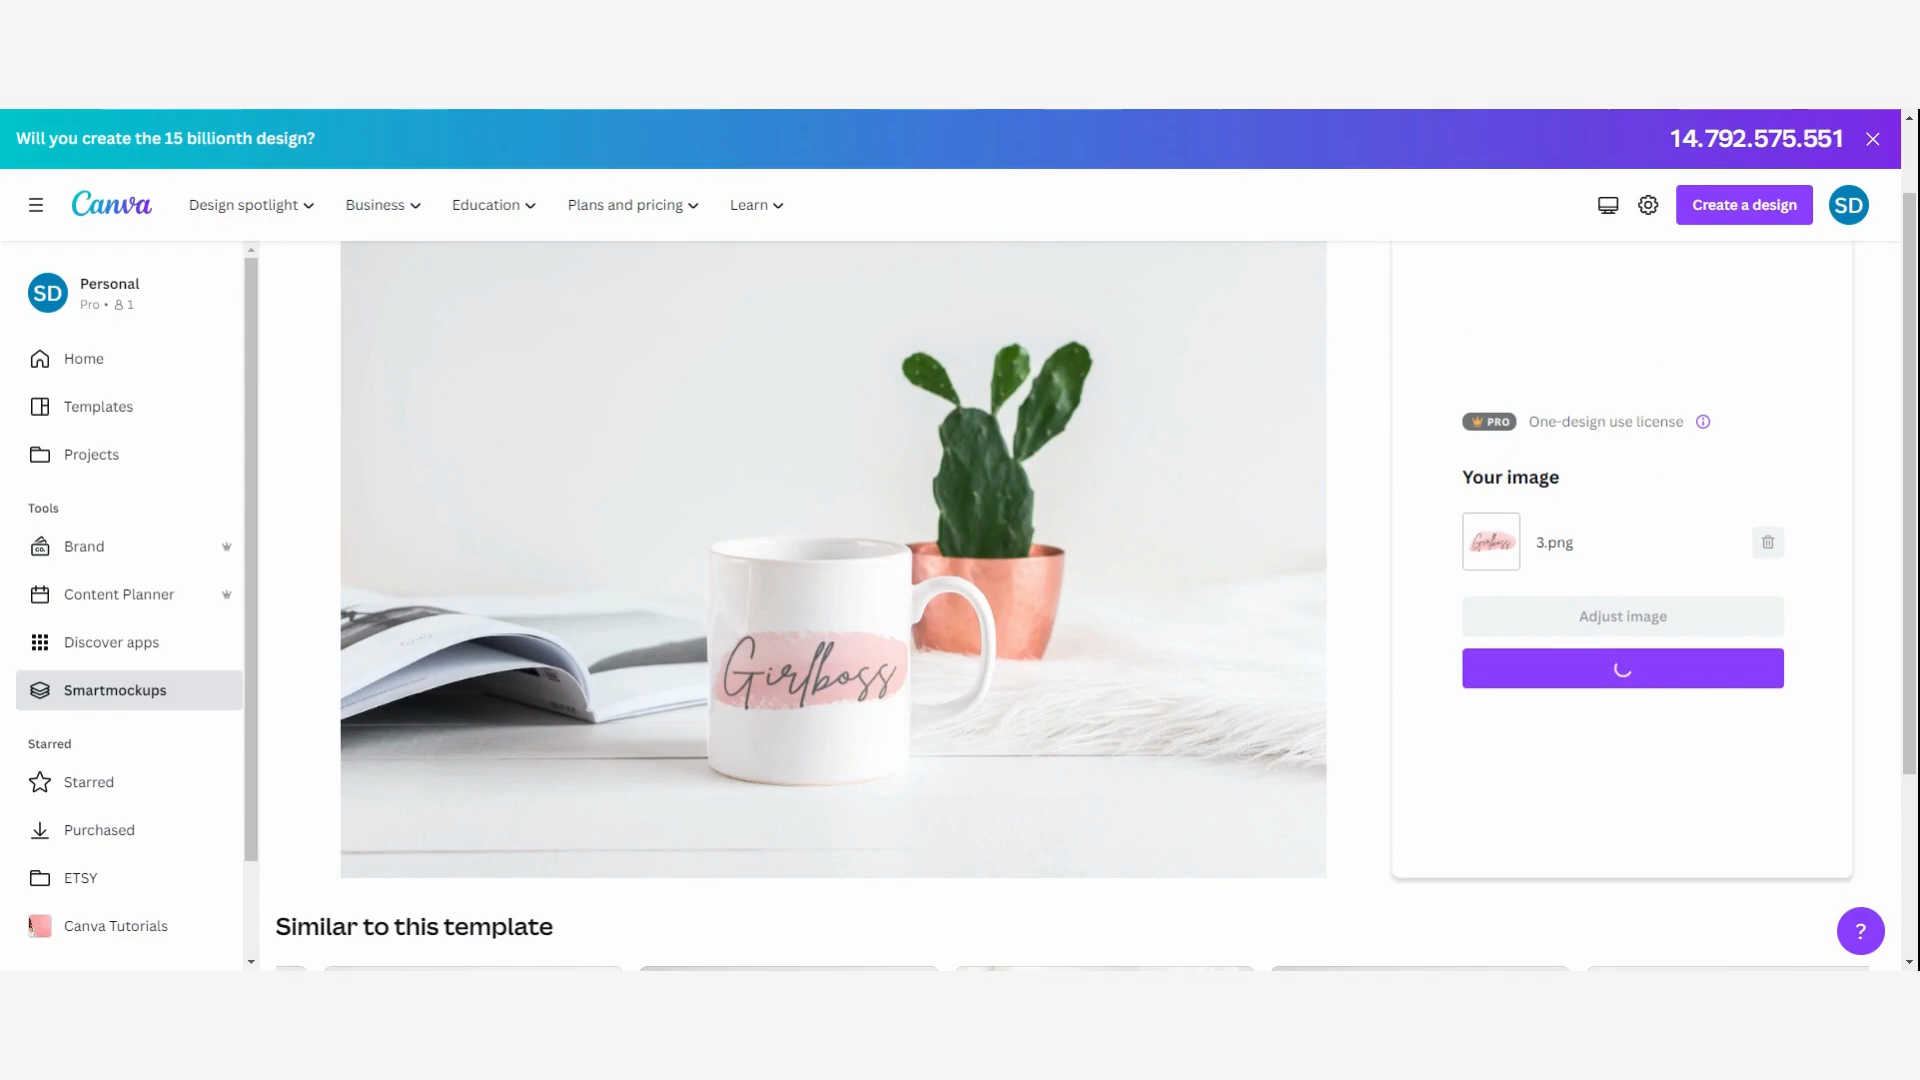 Will you create the 15 billionth design?
14.792.575.551
Canva
Design spotlight
Business
Education
Plans and pricing
Learn
Create a design
SD
SD
Personal
Pro • 1
Home
Templates
Projects
Tools
Brand
Content Planner
Discover apps
Smartmockups
Starred
Starred
Purchased
ETSY
Canva Tutorials
Girlboss
PRO One-design use license
Your image
Girlboss
3.png
Adjust image
Similar to this template
?